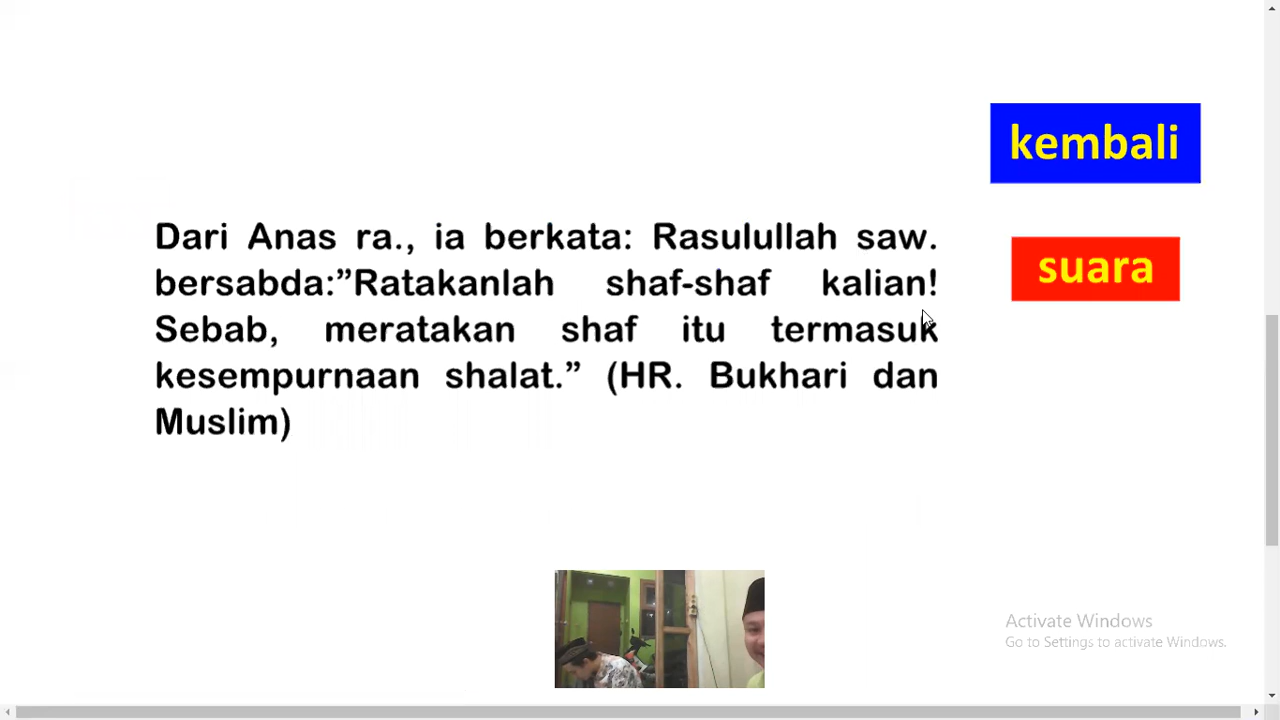 kembali
Dari Anas ra., ia berkata: Rasulullah saw.
bersabda:”Ratakanlah shaf-shaf kalian!
Sebab, meratakan shaf itu termasuk
kesempurnaan shalat.” (HR. Bukhari dan
Muslim)
suara
Activate Windows
Go to Settings to activate Windows.